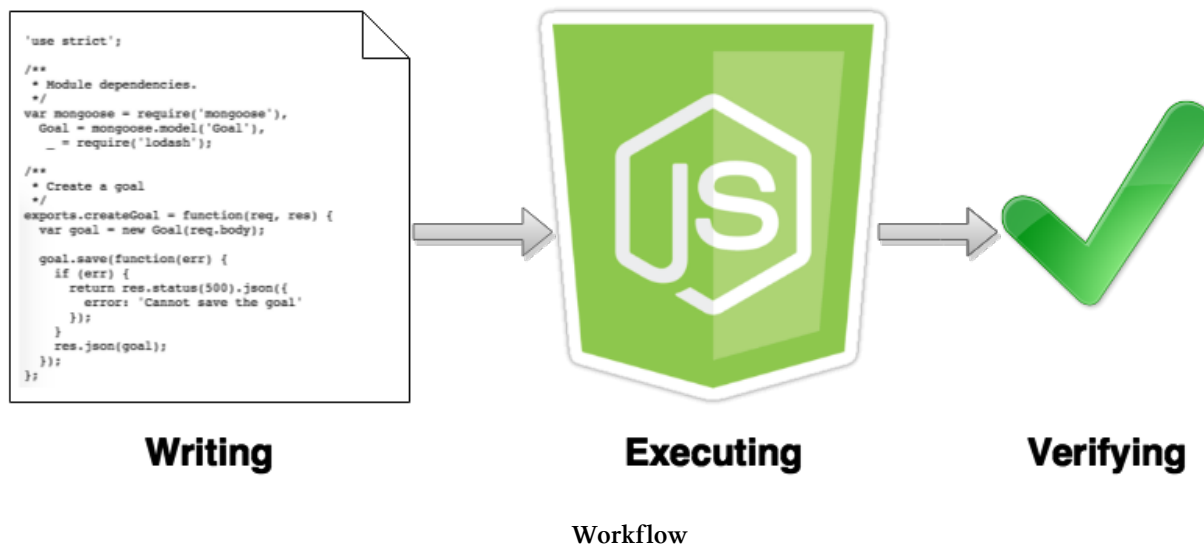 'use strict';
/**
 * Module dependencies.
 */
var mongoose = require('mongoose'),
  Goal = mongoose.model('Goal'),
   _ = require('lodash');
/**
 * Create a goal
 */
exports.createGoal = function(req, res) {
  var goal = new Goal(req.body);
  goal.save(function(err) {
    if (err) {
      return res.status(500).json({
        error: 'Cannot save the goal'
      });
    }
    res.json(goal);
  });
};
JS
Writing
Executing
Verifying
Workflow